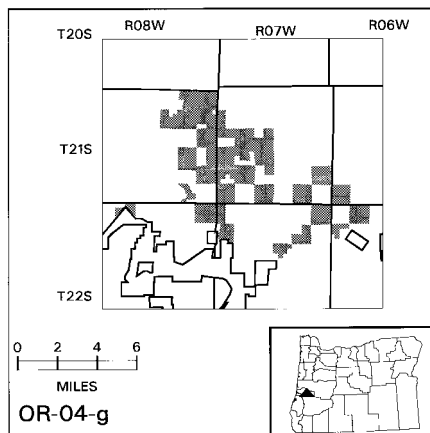 R08W R07W R06W
T20S
T21S
T22S
0 2 4 6
MILES
OR-04-g